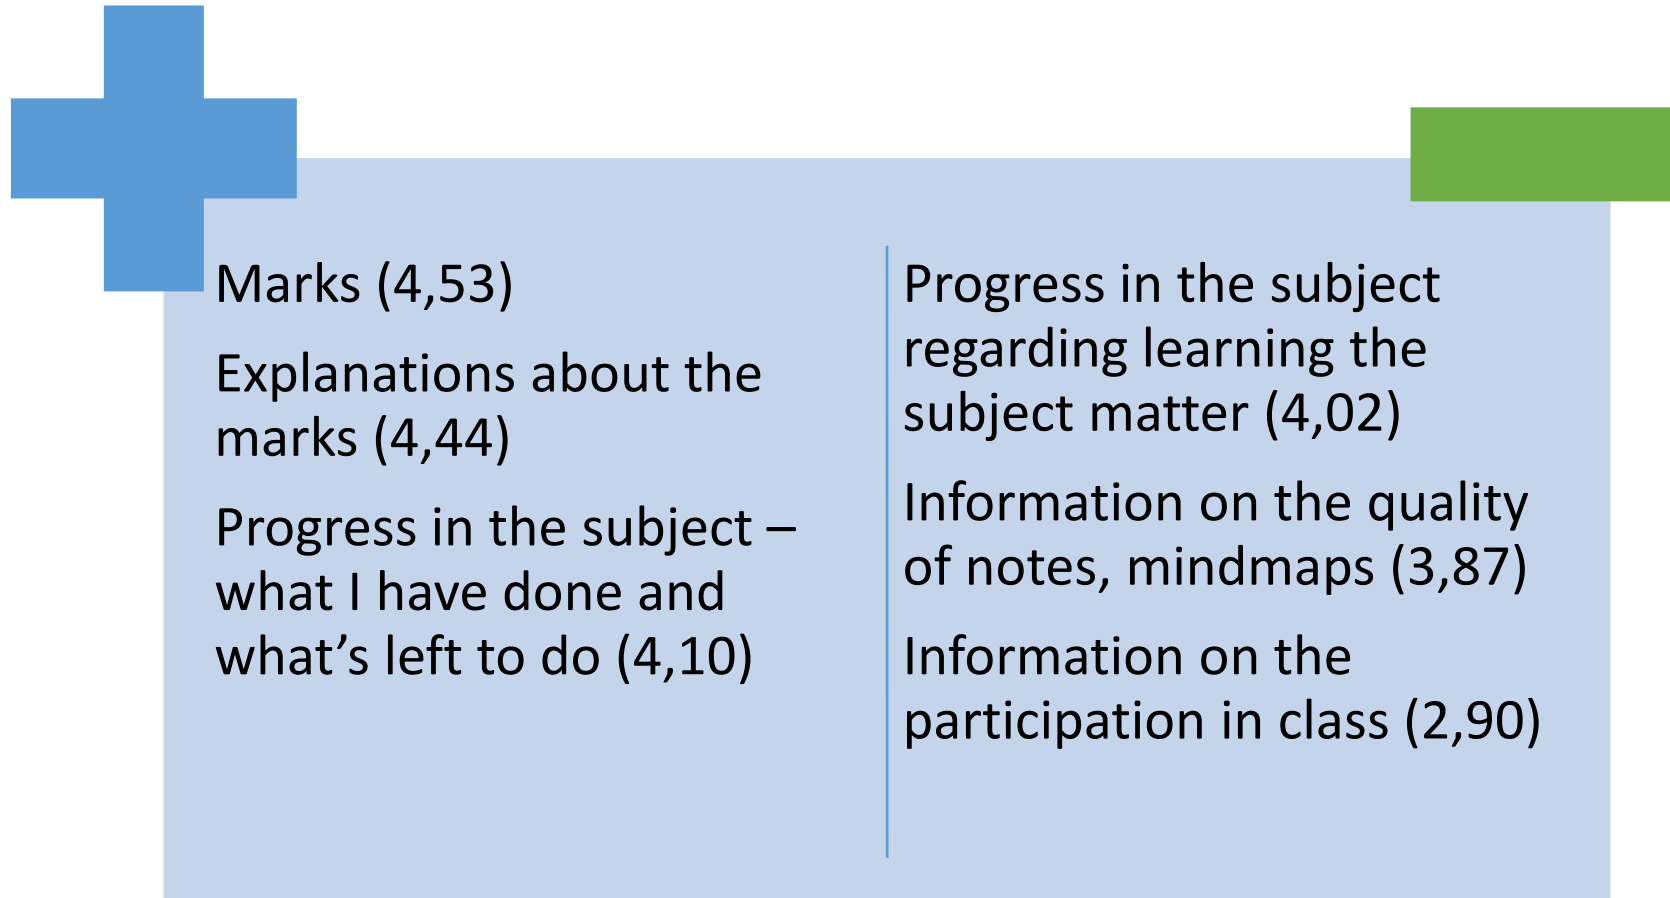 Marks (4,53)
Explanations about the
marks (4,44)
Progress in the subject –
what I have done and
what’s left to do (4,10)
Progress in the subject
regarding learning the
subject matter (4,02)
Information on the quality
of notes, mindmaps (3,87)
Information on the
participation in class (2,90)